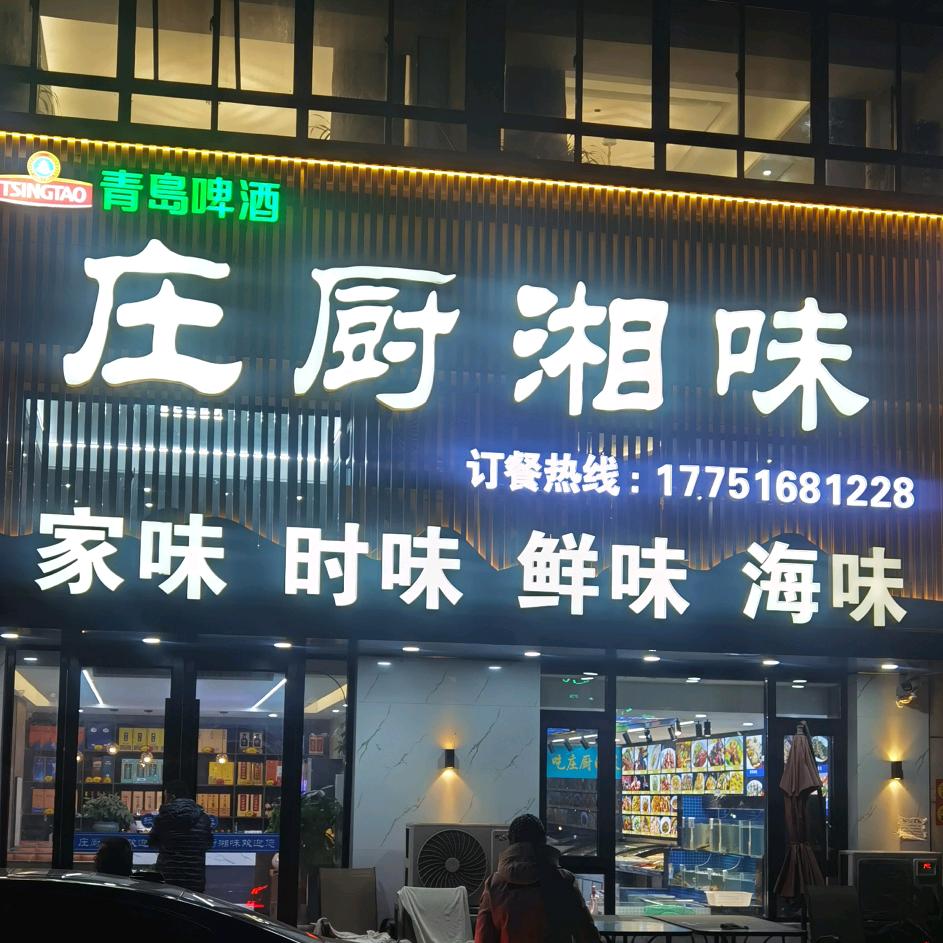 TSINGTAO 青岛啤酒
庄厨湘味
订餐热线：17751681228
家味 时味 鲜味 海味
吃庄厨